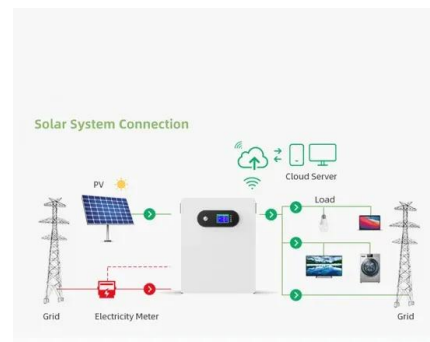 Solar System Connection
Cloud Server
PV
Load
Grid
Electricity Meter
Grid